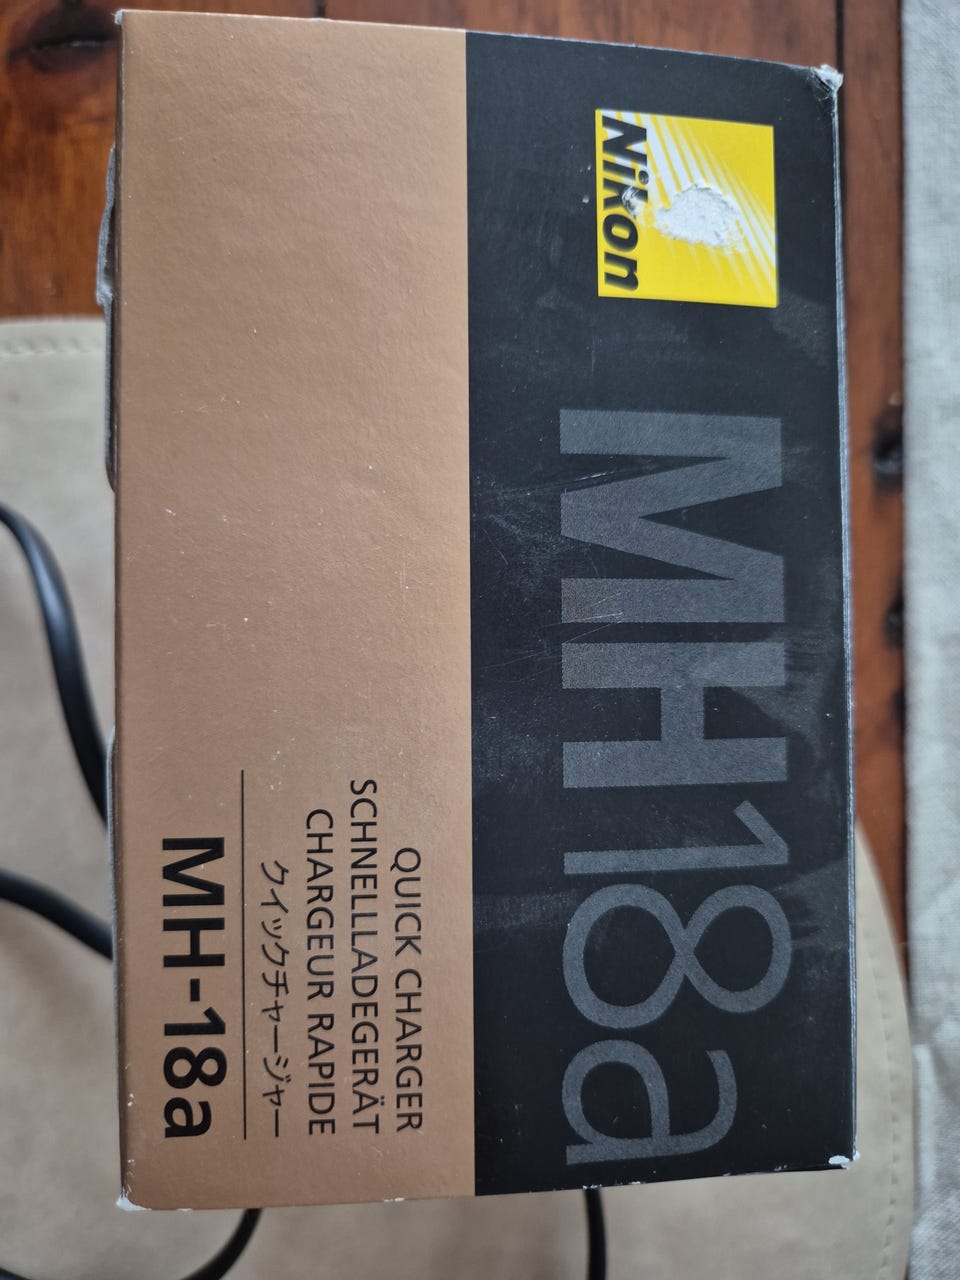 Nikon
MH18a
QUICK CHARGER
SCHNELLLADEGERÄT
CHARGEUR RAPIDE
クイックチャージャー
MH-18a